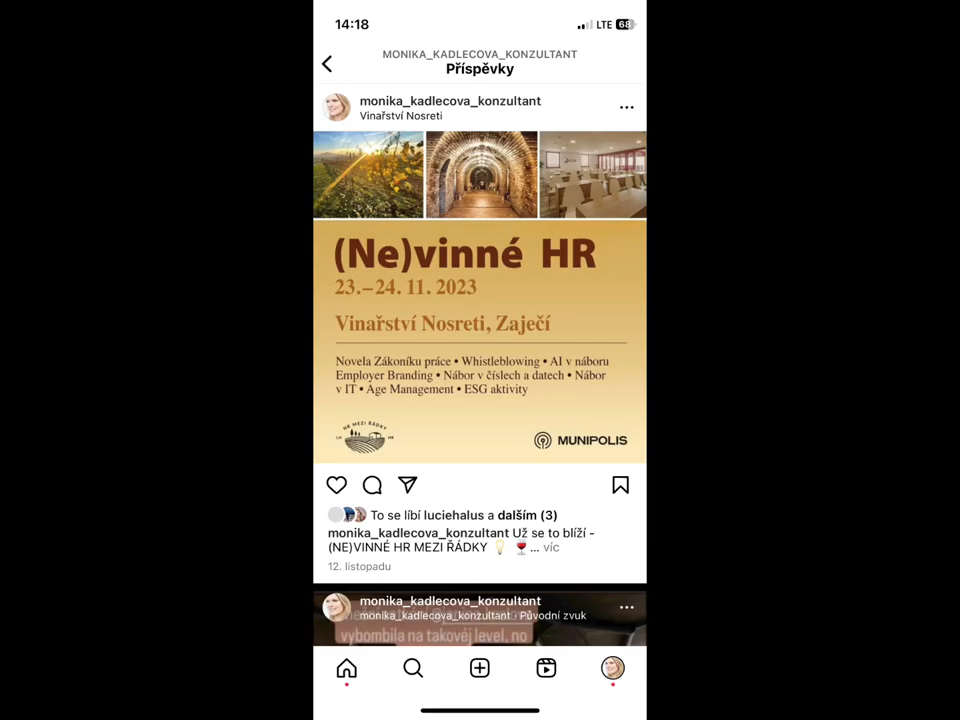 14:18
LTE 68
MONIKA_KADLECOVA_KONZULTANT
Příspěvky
monika_kadlecova_konzultant
Vinařství Nosreti
(Ne)vinné HR
23.–24. 11. 2023
Vinařství Nosreti, Zaječí
Novela Zákoníku práce • Whistleblowing • AI v náboru
Employer Branding • Nábor v číslech a datech • Nábor
v IT • Age Management • ESG aktivity
HR MEZI ŘÁDKY
MUNIPOLIS
To se líbí luciehalus a dalším (3)
monika_kadlecova_konzultant Už se to blíží -
(NE)VINNÉ HR MEZI ŘÁDKY 💡 🍷... víc
12. listopadu
monika_kadlecova_konzultant
monika_kadlecova_konzultant · Původní zvuk
vybombila na takovéj level, no